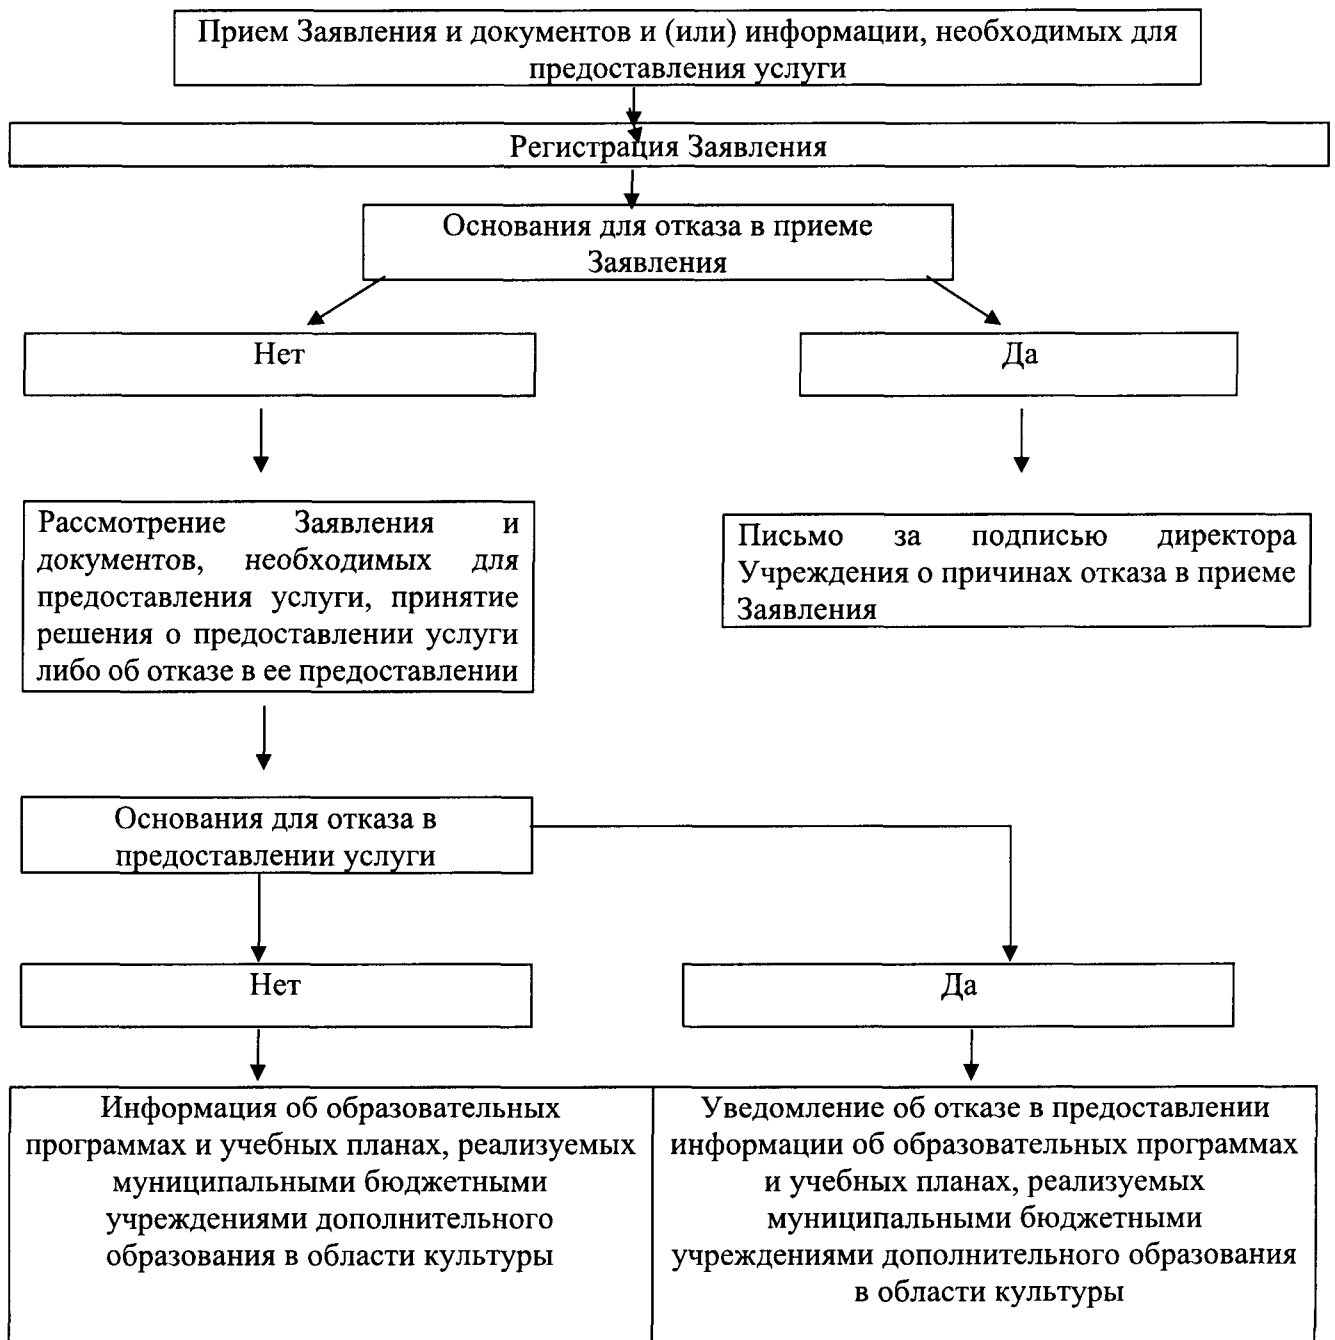 Прием Заявления и документов и (или) информации, необходимых для
предоставления услуги
Регистрация Заявления
Основания для отказа в приеме
Заявления
Нет
Да
Рассмотрение Заявления и
документов, необходимых для
предоставления услуги, принятие
решения о предоставлении услуги
либо об отказе в ее предоставлении
Письмо за подписью директора
Учреждения о причинах отказа в приеме
Заявления
Основания для отказа в
предоставлении услуги
Нет
Да
Информация об образовательных
программах и учебных планах, реализуемых
муниципальными бюджетными
учреждениями дополнительного
образования в области культуры
Уведомление об отказе в предоставлении
информации об образовательных программах
и учебных планах, реализуемых
муниципальными бюджетными
учреждениями дополнительного образования
в области культуры